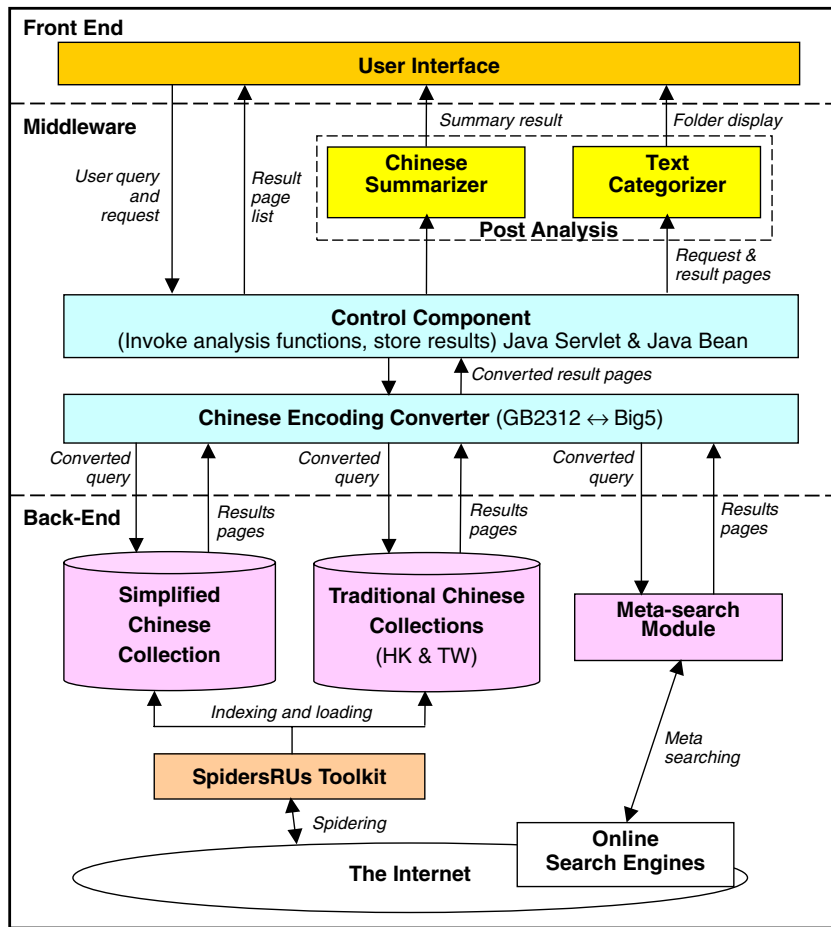 Front End
User Interface
Middleware
Summary result
Folder display
User query
and
request
Result
page
list
Chinese
Summarizer
Text
Categorizer
Post Analysis
Request &
result pages
Control Component
(Invoke analysis functions, store results) Java Servlet & Java Bean
Converted result pages
Chinese Encoding Converter (GB2312 ↔ Big5)
Converted
query
Converted
query
Converted
query
Back-End
Results
pages
Results
pages
Results
pages
Simplified
Chinese
Collection
Traditional Chinese
Collections
(HK & TW)
Meta-search
Module
Indexing and loading
Meta
searching
SpidersRUs Toolkit
Spidering
Online
Search Engines
The Internet